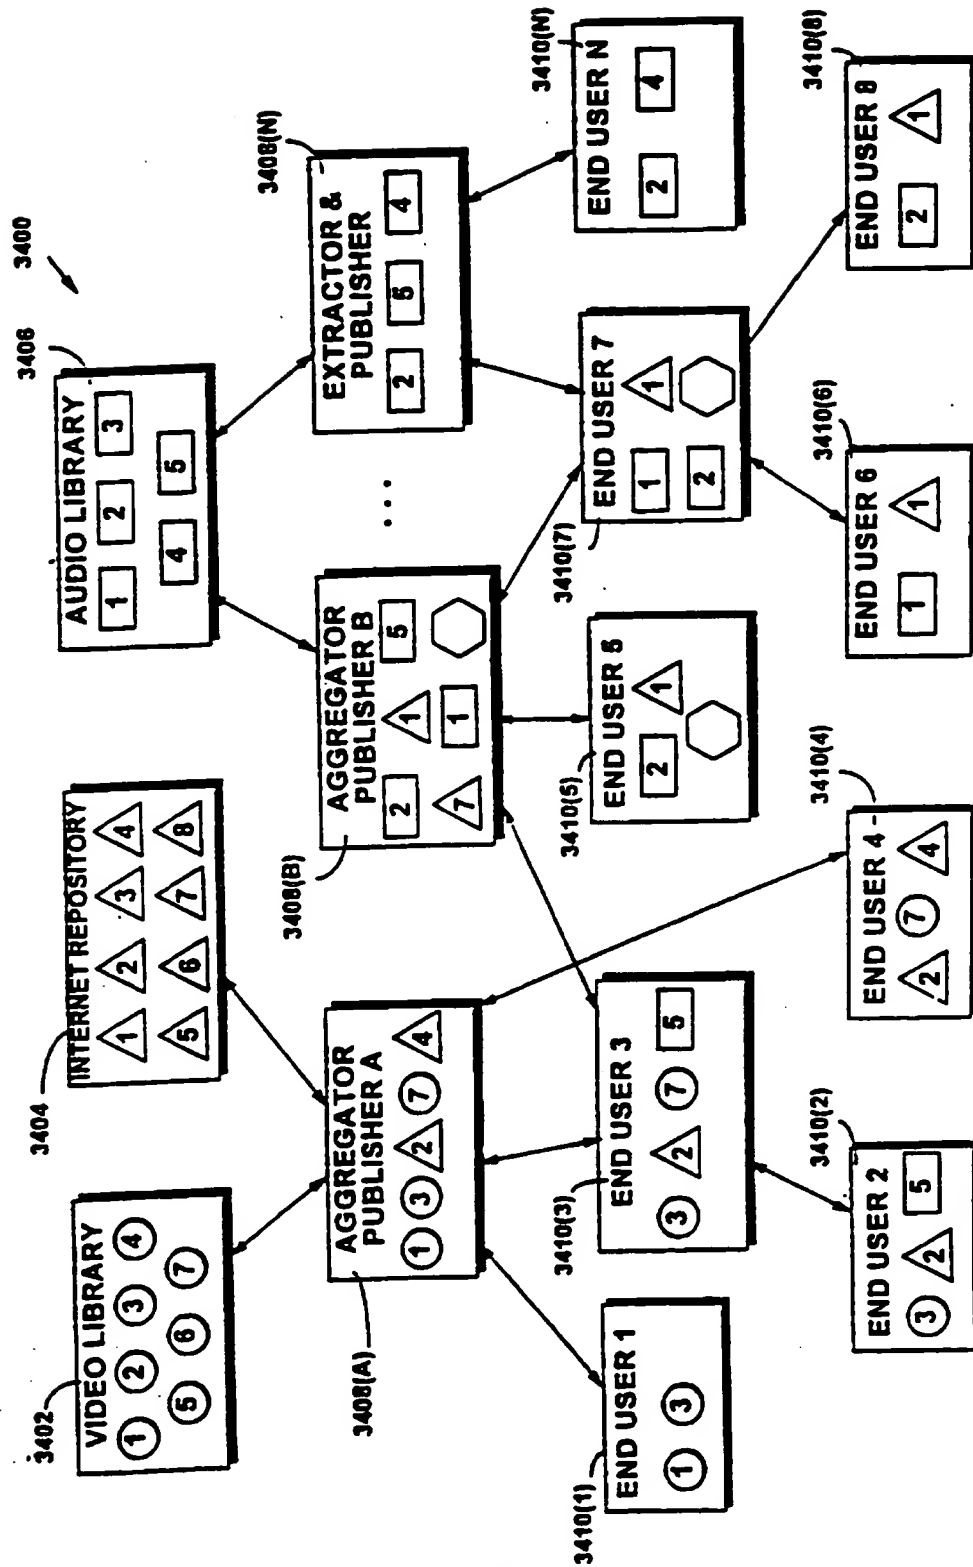 3400
3402
VIDEO LIBRARY
1 2 3 4
5 6 7
3404
INTERNET REPOSITORY
1 2 3 4
5 6 7 8
3406
AUDIO LIBRARY
1 2 3
4 5
3408(A)
AGGREGATOR
PUBLISHER A
1 3 2 7 4
3408(B)
AGGREGATOR
PUBLISHER B
2 1 5
7 1
...
3408(N)
EXTRACTOR &
PUBLISHER
2 5 4
3410(1)
END USER 1
1 3
3410(3)
END USER 3
3 2 7 5
3410(5)
END USER 5
2 1
3410(7)
END USER 7
1 1
2
3410(N)
END USER N
2 4
3410(2)
END USER 2
3 2 5
3410(4)
END USER 4
2 7 4
3410(6)
END USER 6
1 1
3410(8)
END USER 8
2 1